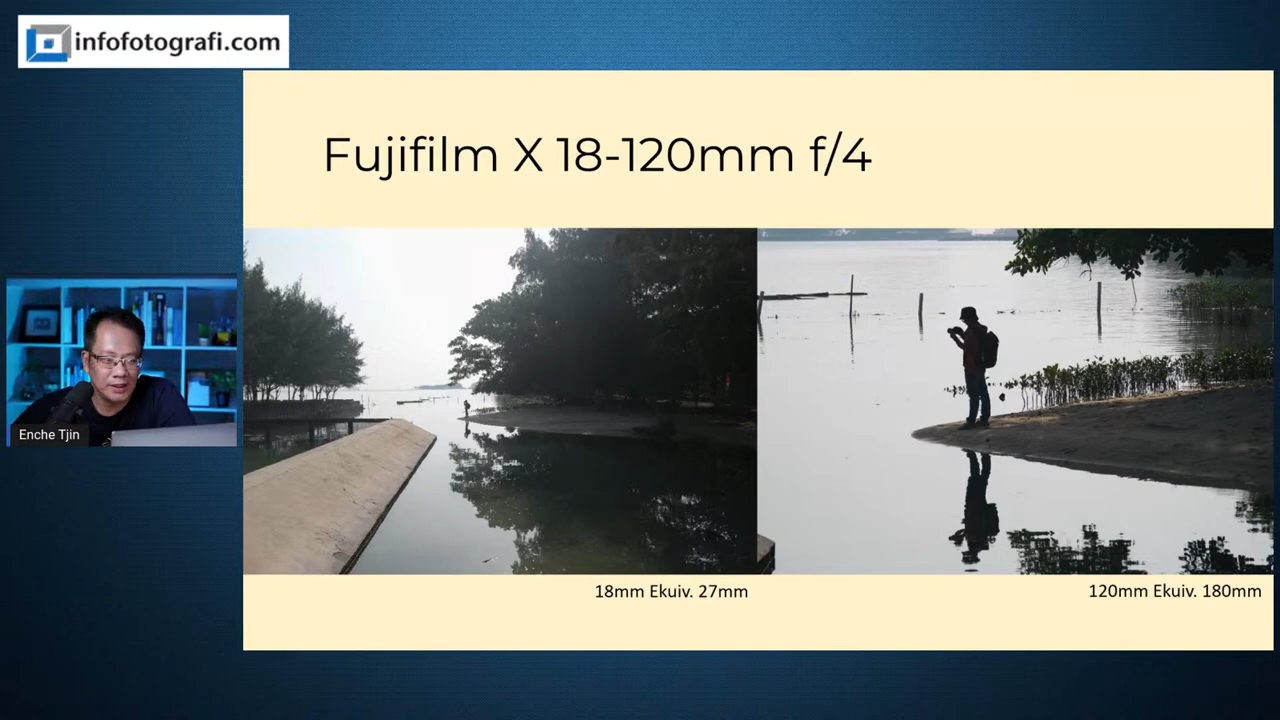 infofotografi.com
Fujifilm X 18-120mm f/4
Enche Tjin
18mm Ekuiv. 27mm
120mm Ekuiv. 180mm